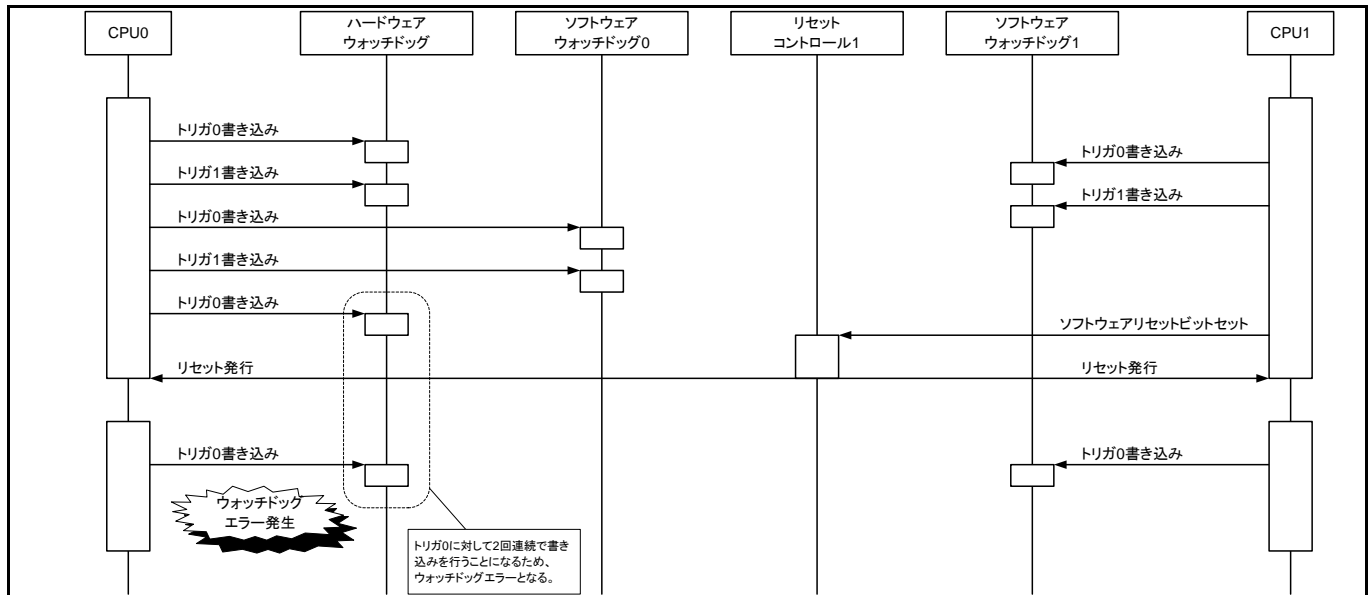 CPU0
ハードウェア
ウォッチドッグ
ソフトウェア
ウォッチドッグ0
リセット
コントロール1
ソフトウェア
ウォッチドッグ1
CPU1
トリガ0書き込み
トリガ0書き込み
トリガ1書き込み
トリガ1書き込み
トリガ0書き込み
トリガ1書き込み
トリガ0書き込み
ソフトウェアリセットビットセット
リセット発行
リセット発行
トリガ0書き込み
トリガ0書き込み
ウォッチドッグ
エラー発生
トリガ0に対して2回連続で書き
込みを行うことになるため、
ウォッチドッグエラーとなる。